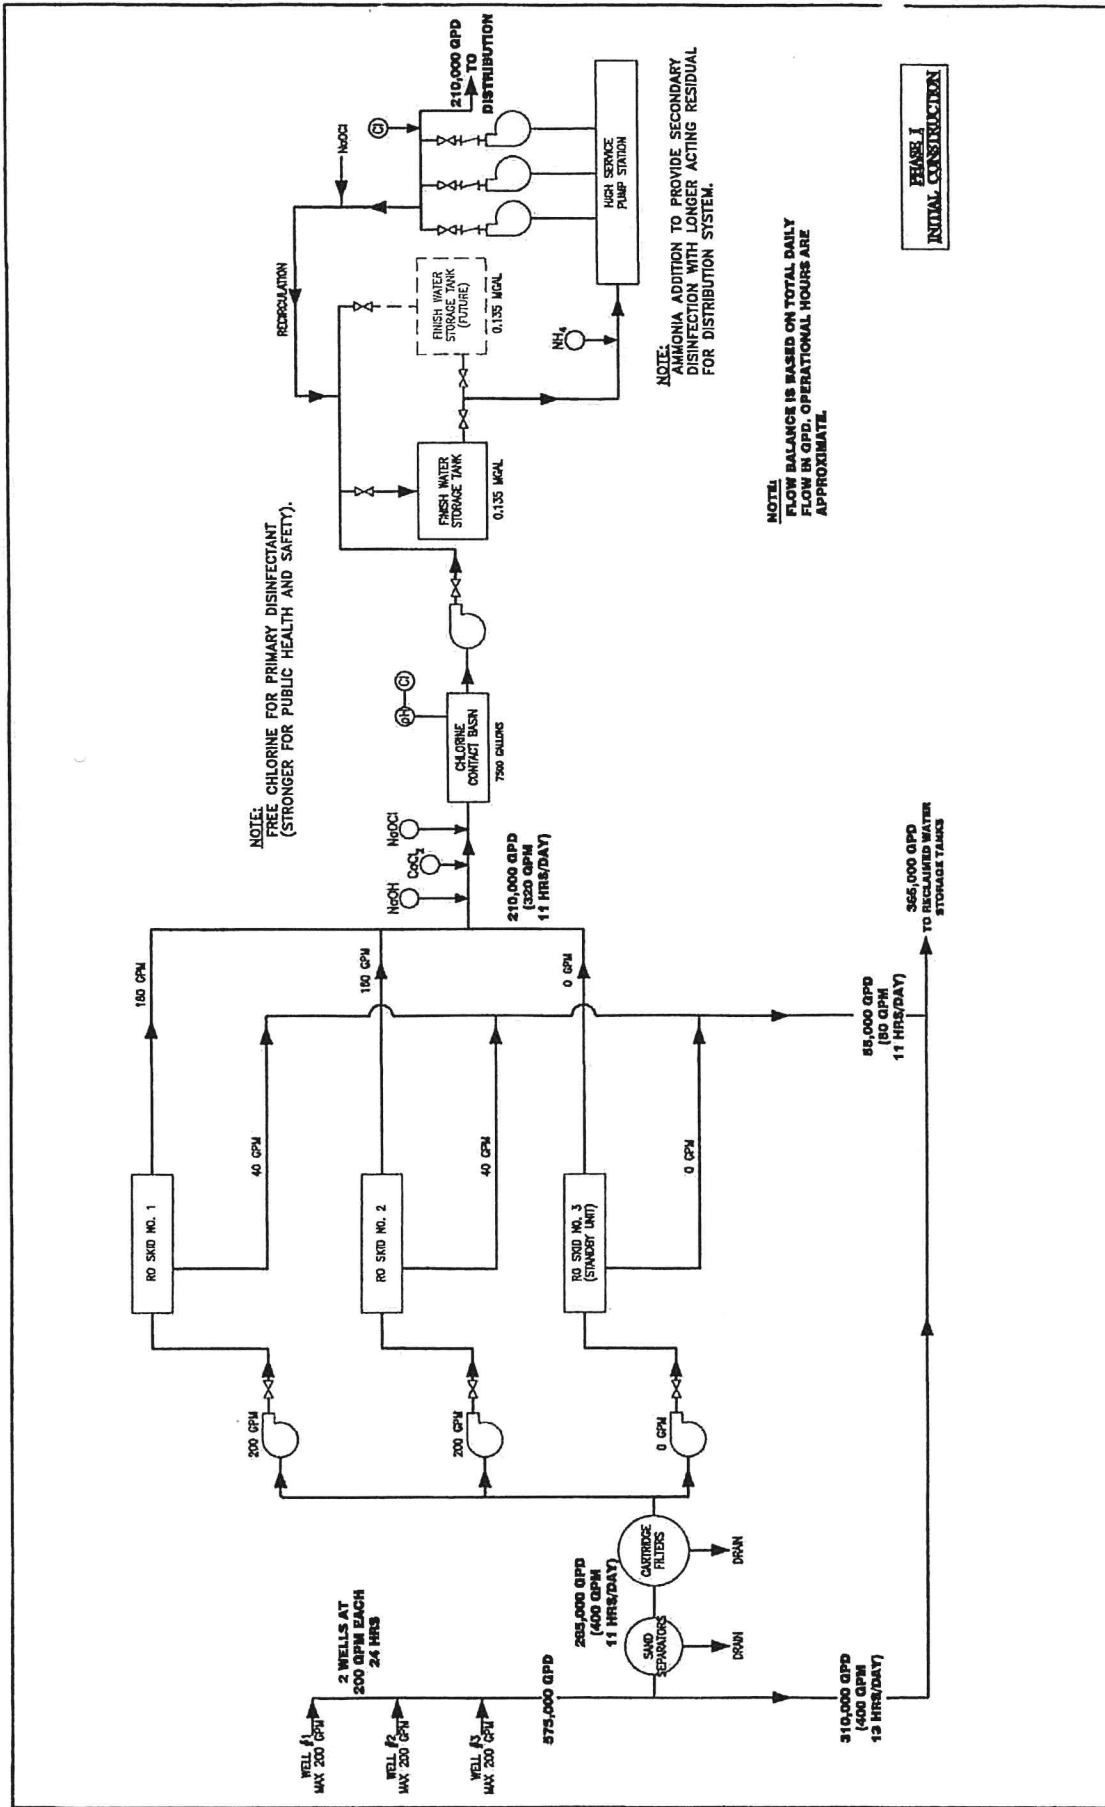 WELL #1
MAX 200 GPM
WELL #2
MAX 200 GPM
WELL #3
MAX 200 GPM
2 WELLS AT
200 GPM EACH
24 HRS
575,000 GPD
310,000 GPD
(400 GPM
13 HRS/DAY)
SAND
SEPARATORS
DRAIN
265,000 GPD
(400 GPM
11 HRS/DAY)
CARTRIDGE
FILTERS
DRAIN
200 GPM
200 GPM
0 GPM
RO SKID NO. 1
RO SKID NO. 2
RO SKID NO. 3
(STANDBY UNIT)
40 GPM
40 GPM
0 GPM
160 GPM
160 GPM
0 GPM
55,000 GPD
(80 GPM
11 HRS/DAY)
365,000 GPD
TO RECLAIMED WATER
STORAGE TANKS
210,000 GPD
(320 GPM
11 HRS/DAY)
NaOH
CaCl2
NaOCl
NOTE:
FREE CHLORINE FOR PRIMARY DISINFECTANT
(STRONGER FOR PUBLIC HEALTH AND SAFETY).
CHLORINE
CONTACT BASIN
7500 GALLONS
pH
Cl
FINISH WATER
STORAGE TANK
0.135 MGAL
FINISH WATER
STORAGE TANK
(FUTURE)
0.135 MGAL
RECIRCULATION
NaOCl
Cl
210,000 GPD
TO
DISTRIBUTION
NH4
HIGH SERVICE
PUMP STATION
NOTE:
AMMONIA ADDITION TO PROVIDE SECONDARY
DISINFECTION WITH LONGER ACTING RESIDUAL
FOR DISTRIBUTION SYSTEM.
NOTE:
FLOW BALANCE IS BASED ON TOTAL DAILY
FLOW IN GPD. OPERATIONAL HOURS ARE
APPROXIMATE.
PHASE I
INITIAL CONSTRUCTION